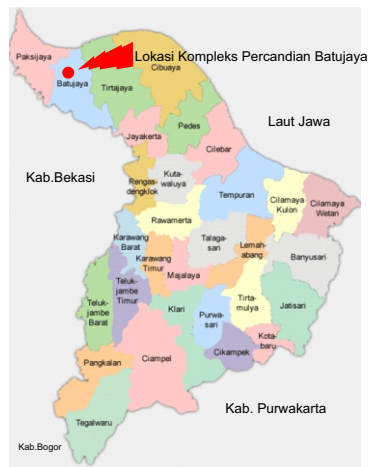 Paksijaya
Lokasi Kompleks Percandian Batujaya
Cibuaya
Batujaya
Tirtajaya
Laut Jawa
Pedes
Jayakerta
Cilebar
Kab.Bekasi
Kuta-
waluya
Rengas-
dengklok
Tempuran
Cilamaya
Kulon
Cilamaya
Wetan
Rawamerta
Karawang
Barat
Talaga-
sari
Lemah-
abang
Karawang
Timur
Banyusari
Majalaya
Teluk-
jambe
Timur
Teluk-
jambe
Barat
Klari
Purwa-
sari
Tirta-
mulya
Jatisari
Kota-
baru
Cikampek
Ciampel
Pangkalan
Kab. Purwakarta
Tegalwaru
Kab.Bogor